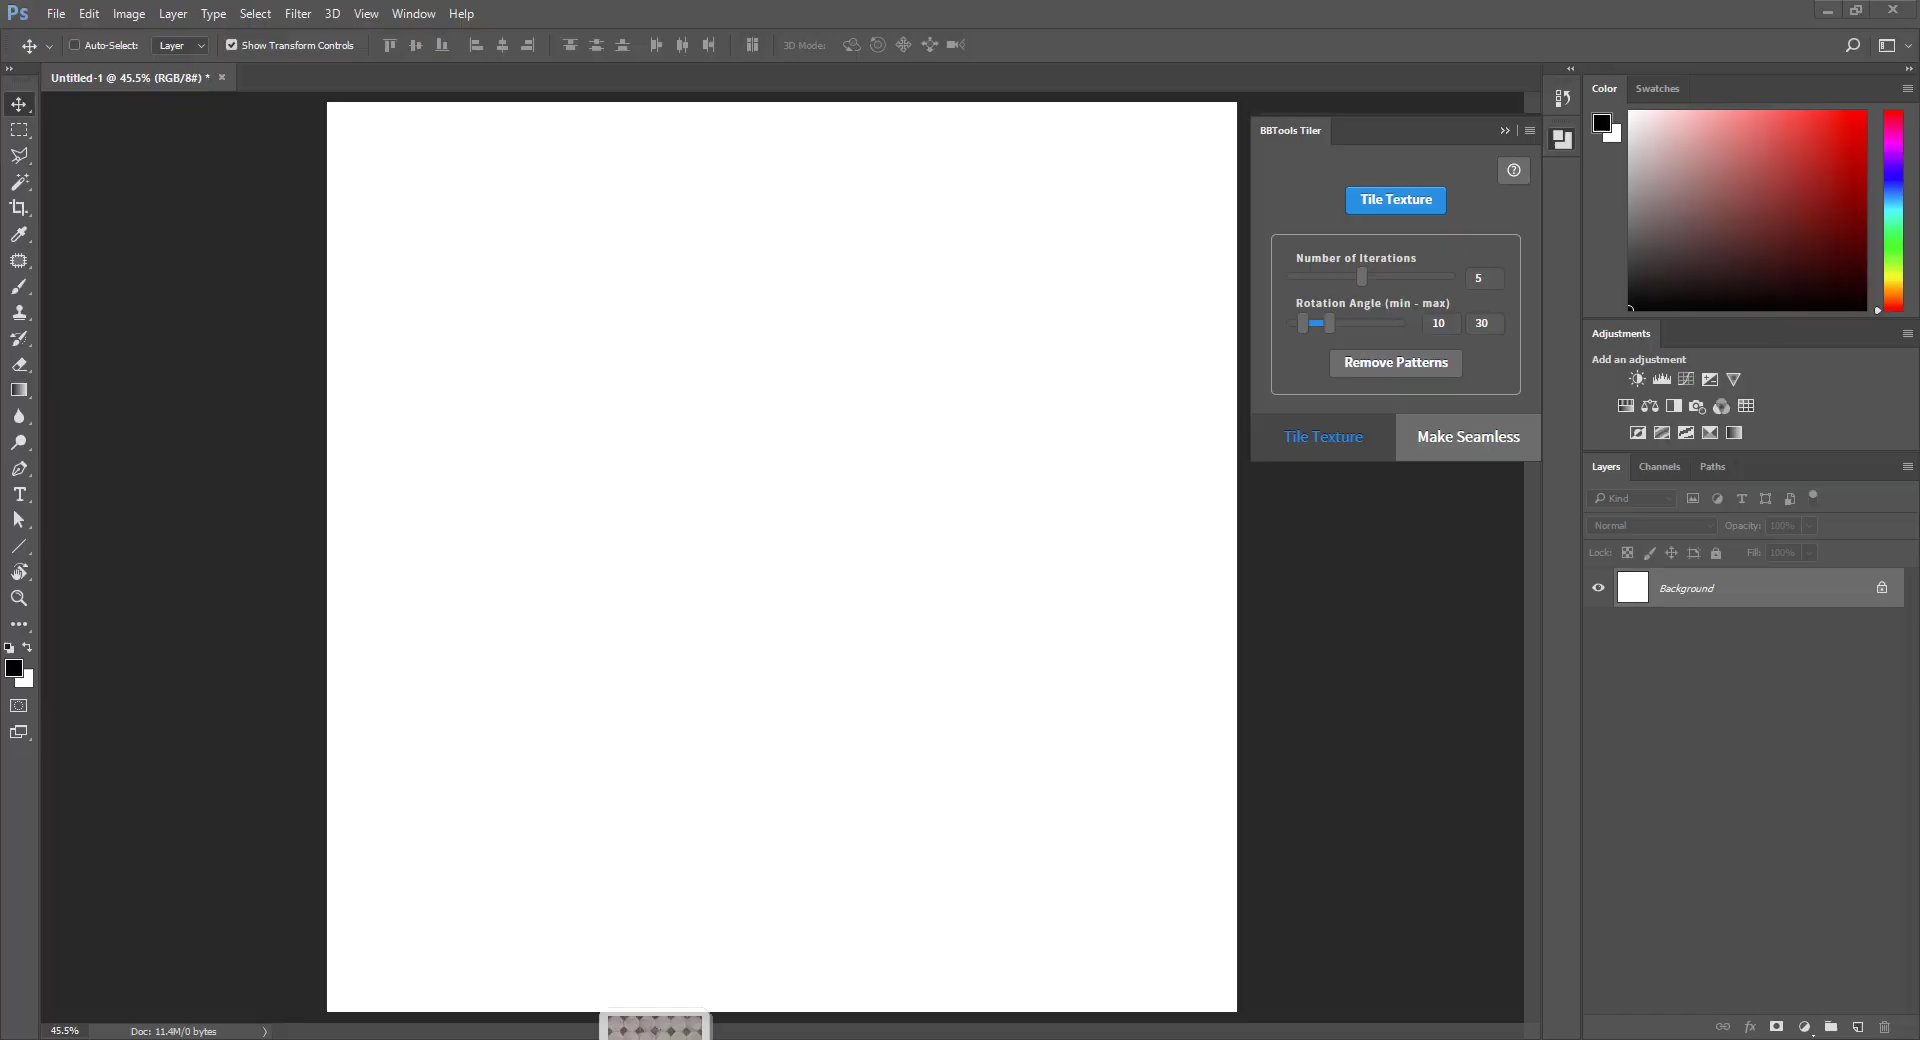 Ps File Edit Image Layer Type Select Filter 3D View Window Help
Auto-Select: Layer Show Transform Controls 3D Mode:
Untitled-1 @ 45.5% (RGB/8#) *
BBTools Tiler
Tile Texture
Number of Iterations
5
Rotation Angle (min - max)
10 30
Remove Patterns
Tile Texture Make Seamless
Color Swatches
Adjustments
Add an adjustment
Layers Channels Paths
Kind
Normal Opacity: 100%
Lock: Fill: 100%
Background
fx
45.5% Doc: 11.4M/0 bytes